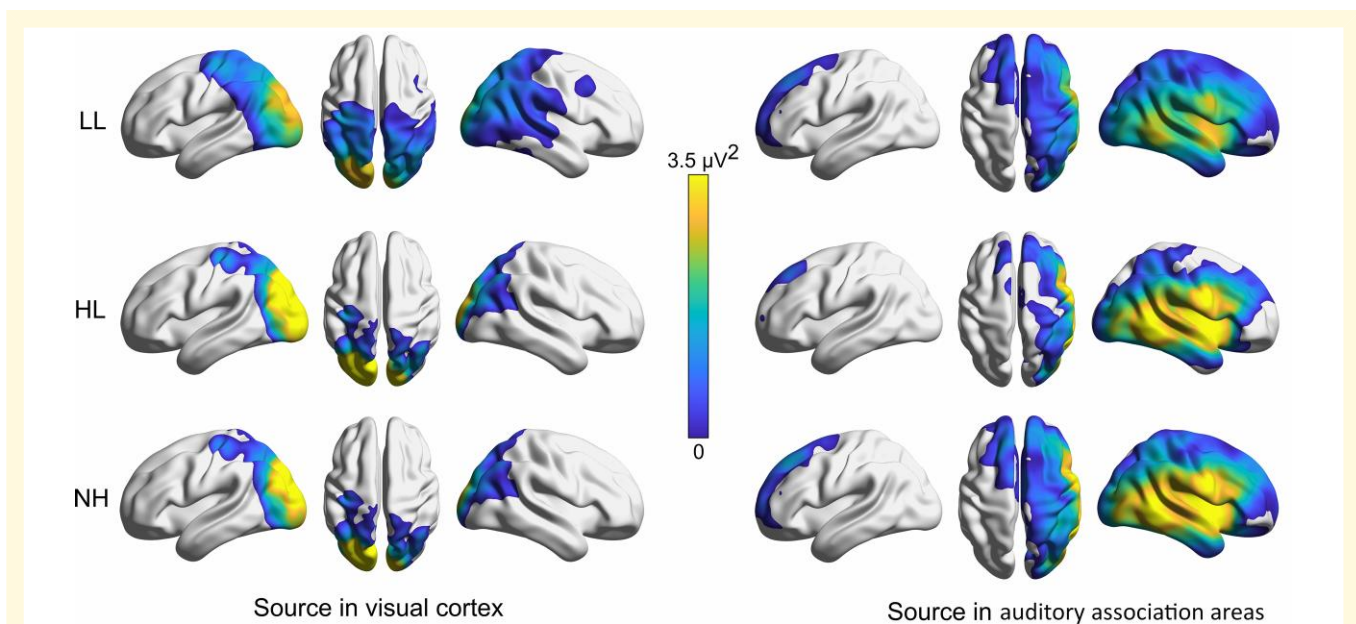 LL
3.5 µV²
HL
0
NH
Source in visual cortex
Source in auditory association areas